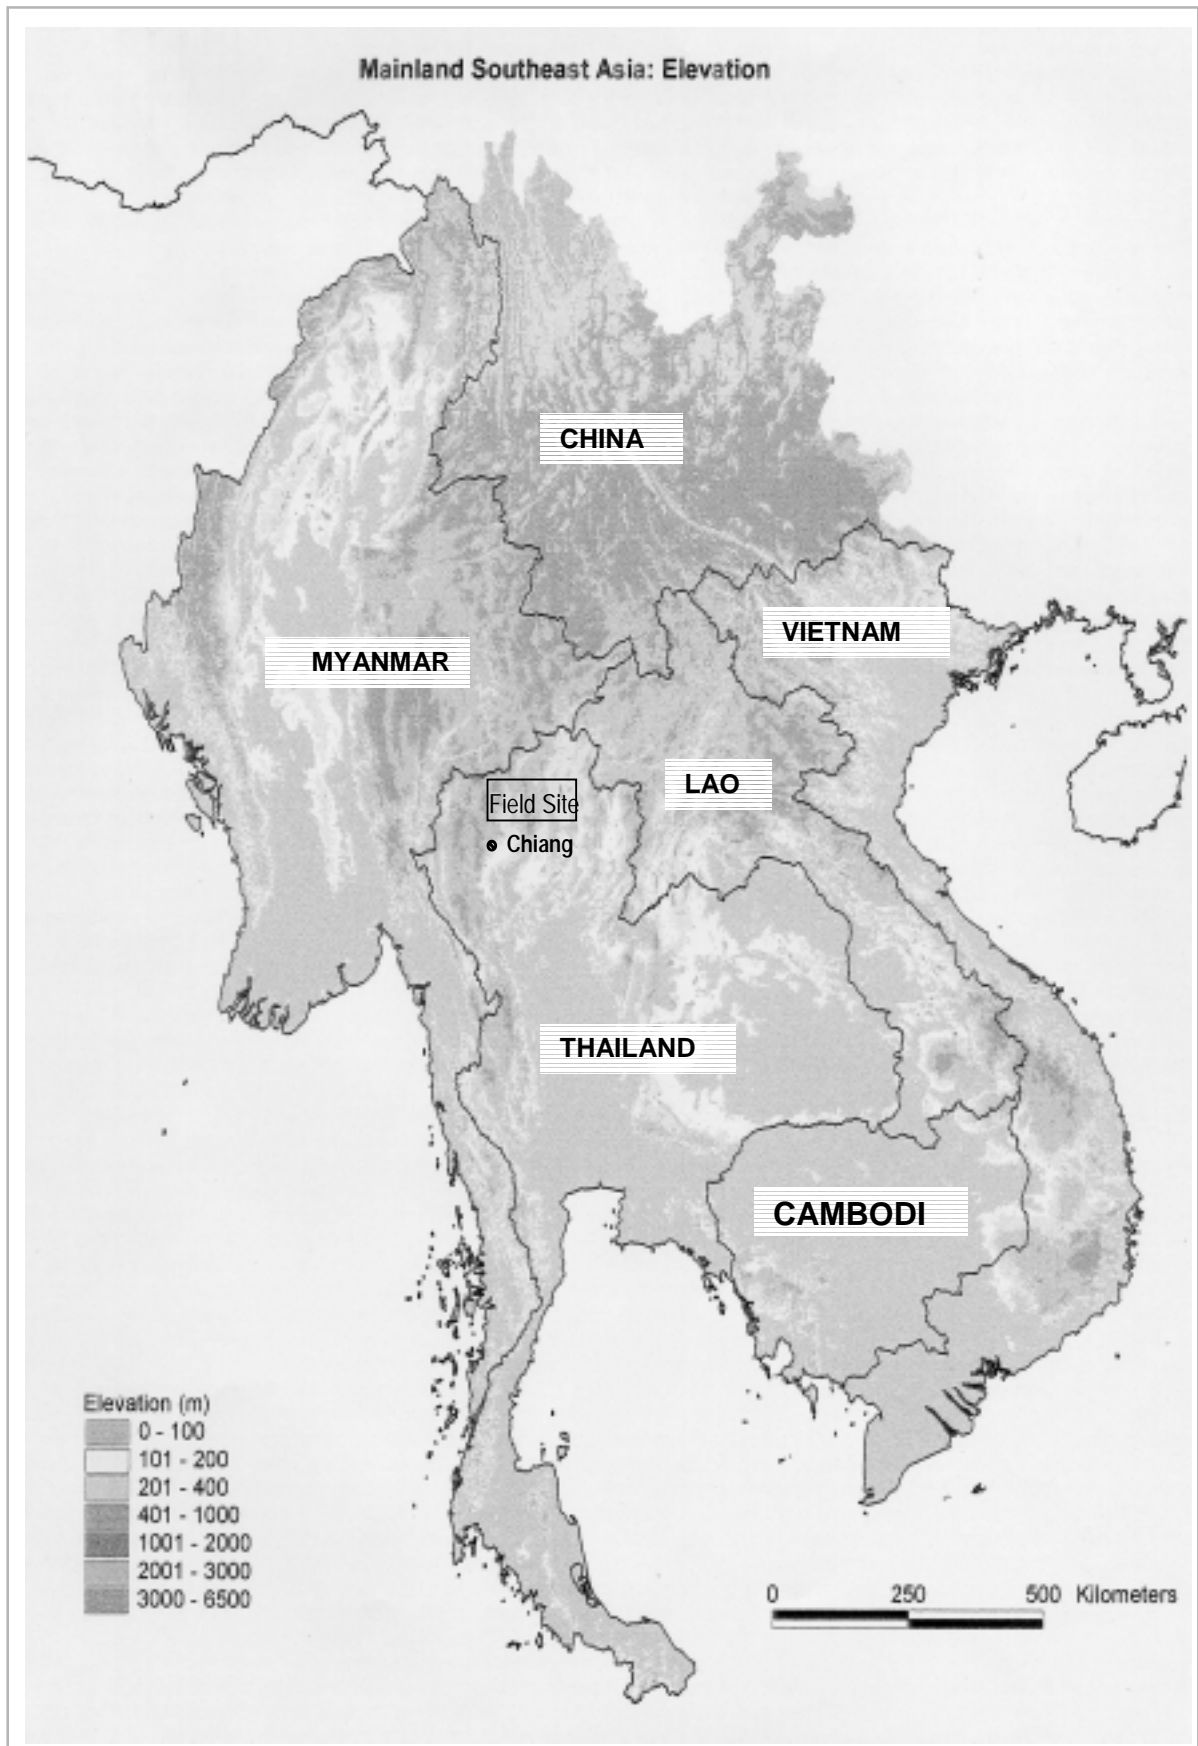 Mainland Southeast Asia: Elevation
CHINA
VIETNAM
MYANMAR
LAO
Field Site
Chiang
THAILAND
CAMBODI
Elevation (m)
0 - 100
101 - 200
201 - 400
401 - 1000
1001 - 2000
2001 - 3000
3000 - 6500
0 250 500 Kilometers